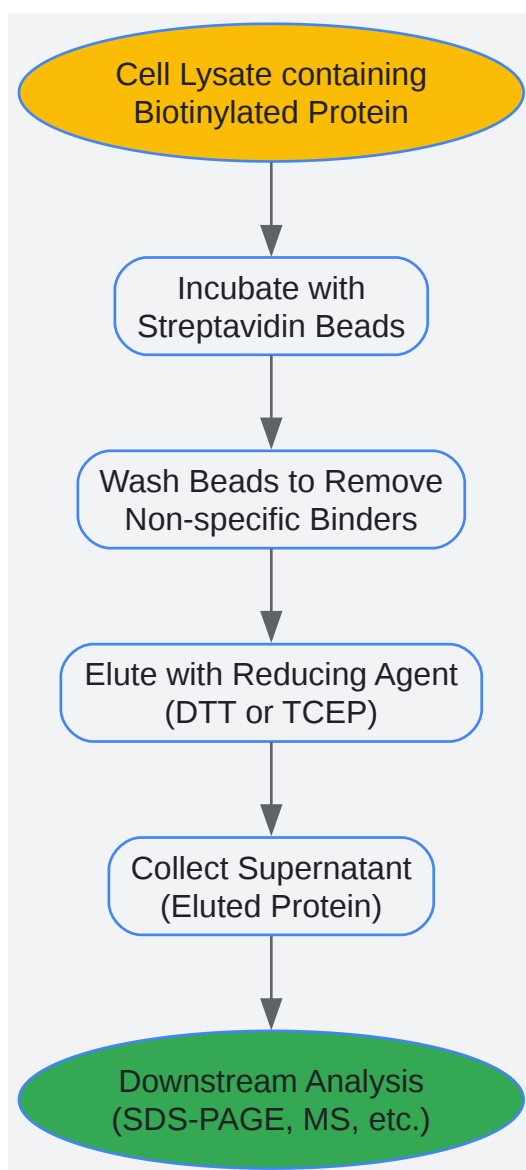 Cell Lysate containing
Biotinylated Protein
Incubate with
Streptavidin Beads
Wash Beads to Remove
Non-specific Binders
Elute with Reducing Agent
(DTT or TCEP)
Collect Supernatant
(Eluted Protein)
Downstream Analysis
(SDS-PAGE, MS, etc.)